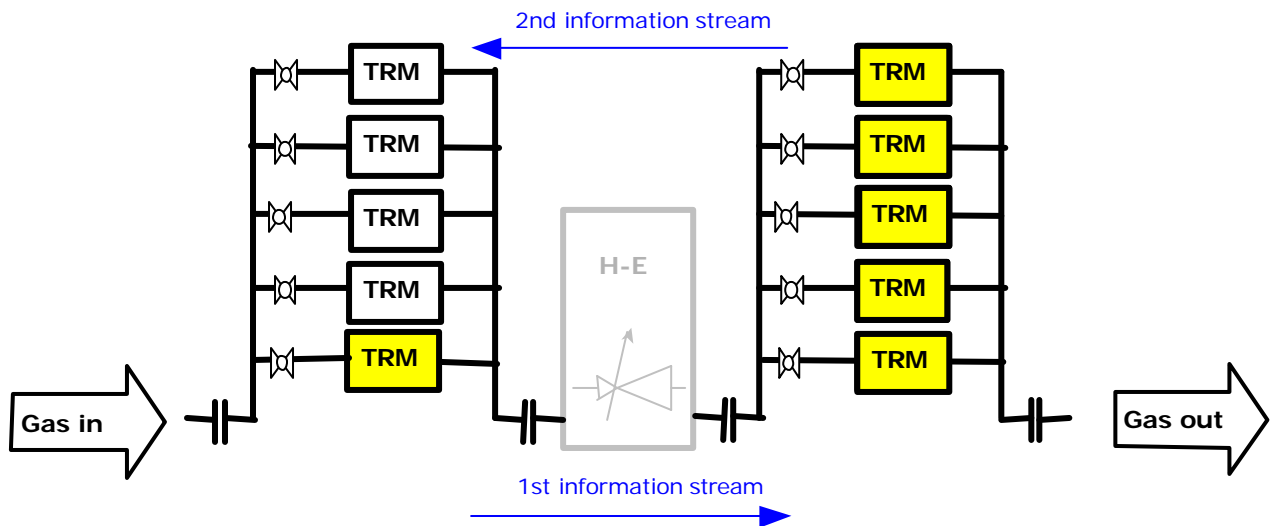 2nd information stream
TRM TRM
TRM TRM
TRM TRM
H-E
TRM TRM
TRM TRM
Gas in
Gas out
1st information stream